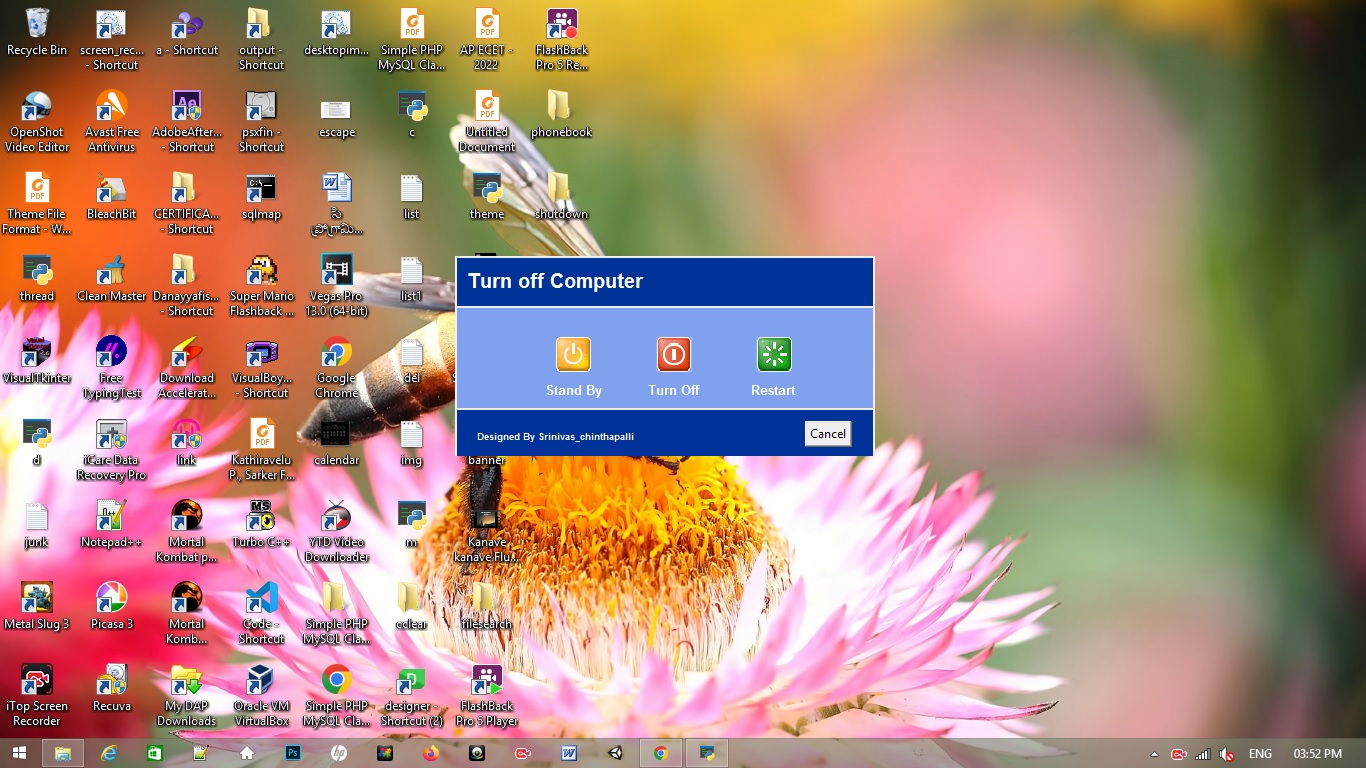 Recycle Bin
screen_rec... - Shortcut
a - Shortcut
output - Shortcut
desktopim...
Simple PHP MySQL Cla...
AP ECET - 2022
FlashBack Pro 5 Re...
OpenShot Video Editor
Avast Free Antivirus
AdobeAfter... - Shortcut
psxfin - Shortcut
escape
c
Untitled Document
phonebook
Theme File Format - W...
BleachBit
CERTIFICA... - Shortcut
sqlmap
సి ప్రోగ్రామి...
list
theme
shutdown
thread
Clean Master
Danayyafis... - Shortcut
Super Mario Flashback ...
Vegas Pro 13.0 (64-bit)
list1
VisualTkinter
Free TypingTest
Download Accelerat...
VisualBoy... - Shortcut
Google Chrome
del
d
iCare Data Recovery Pro
link
Kathiravelu P., Sarker F...
calendar
img
banner
junk
Notepad++
Mortal Kombat p...
Turbo C++
YTD Video Downloader
m
Kanave kanave Flu...
Metal Slug 3
Picasa 3
Mortal Komb...
Code - Shortcut
Simple PHP MySQL Cla...
cclear
filesearch
iTop Screen Recorder
Recuva
My DAP Downloads
Oracle VM VirtualBox
Simple PHP MySQL Cla...
designer - Shortcut (2)
FlashBack Pro 5 Player
Turn off Computer
Stand By
Turn Off
Restart
Designed By Srinivas_chinthapalli
Cancel
ENG
03:52 PM